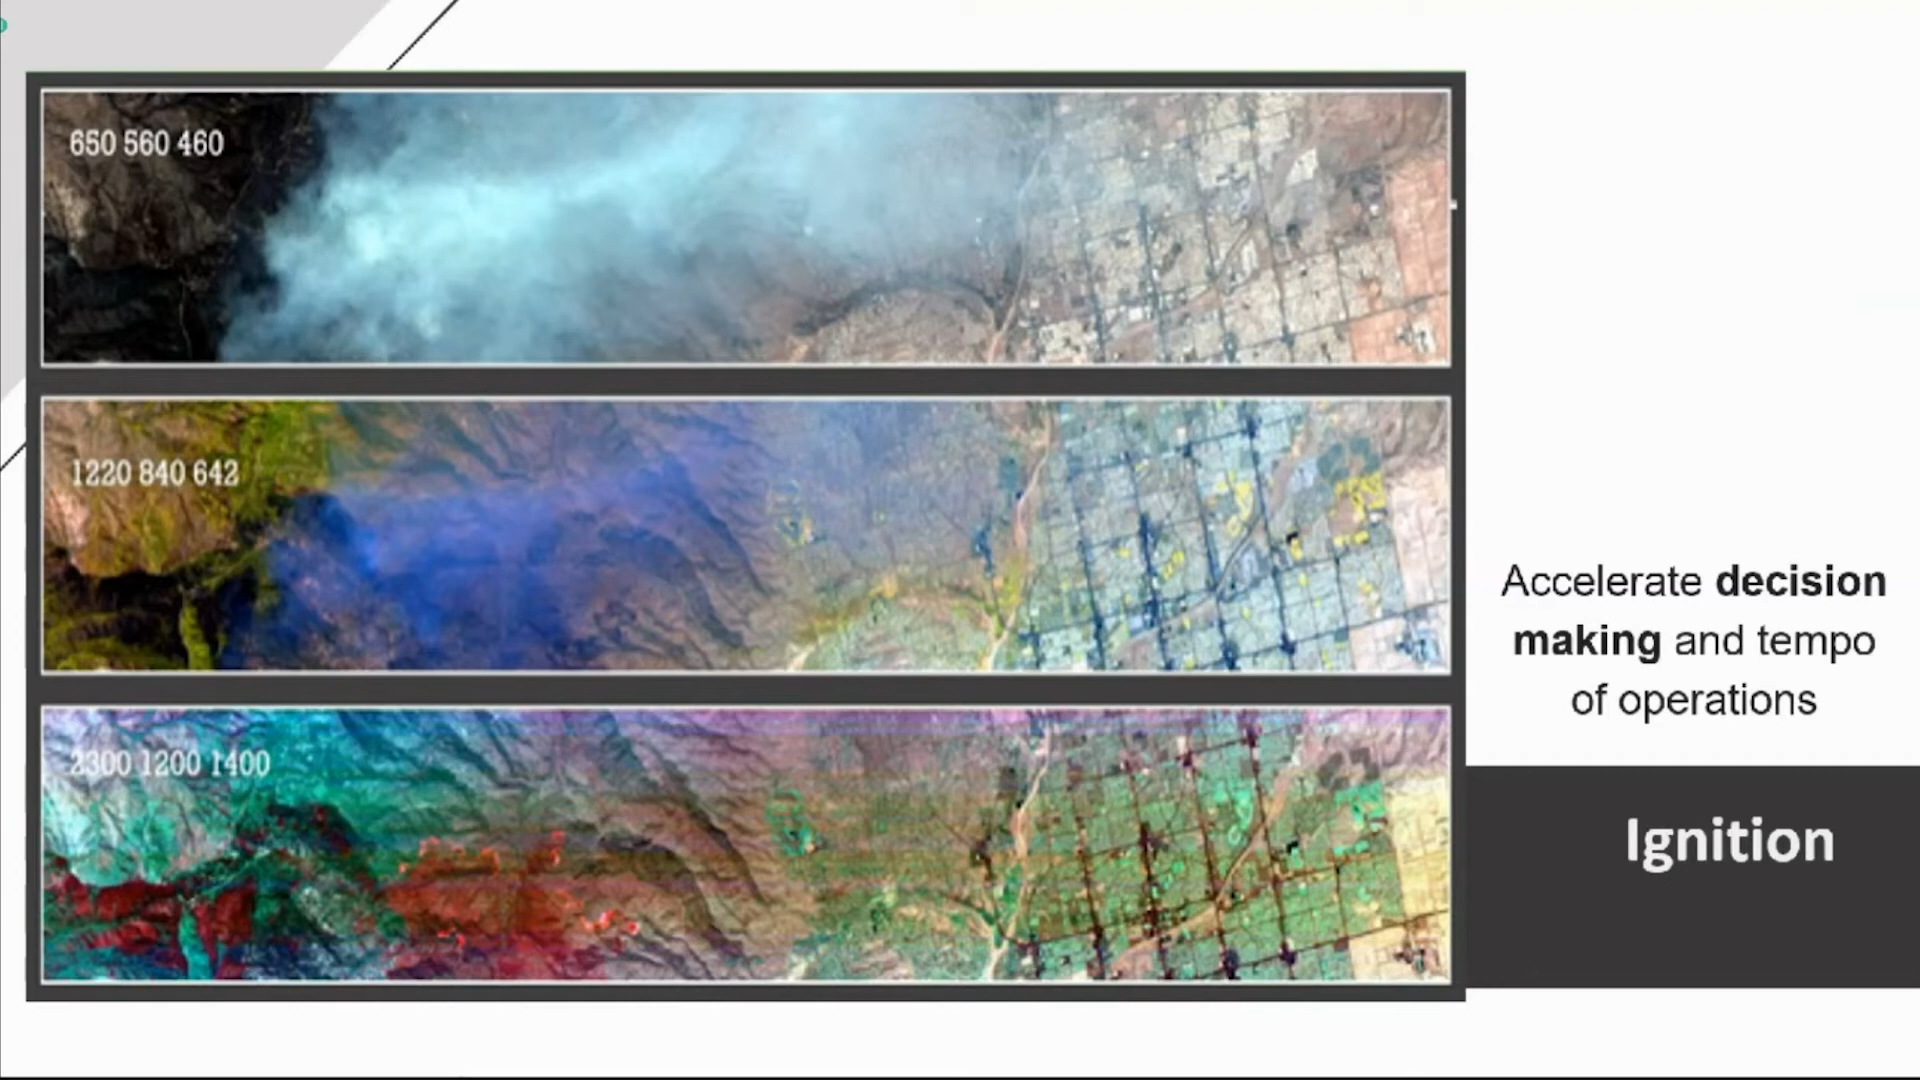 650 560 460
1220 840 642
2300 1200 1400
Accelerate decision
making and tempo
of operations
Ignition